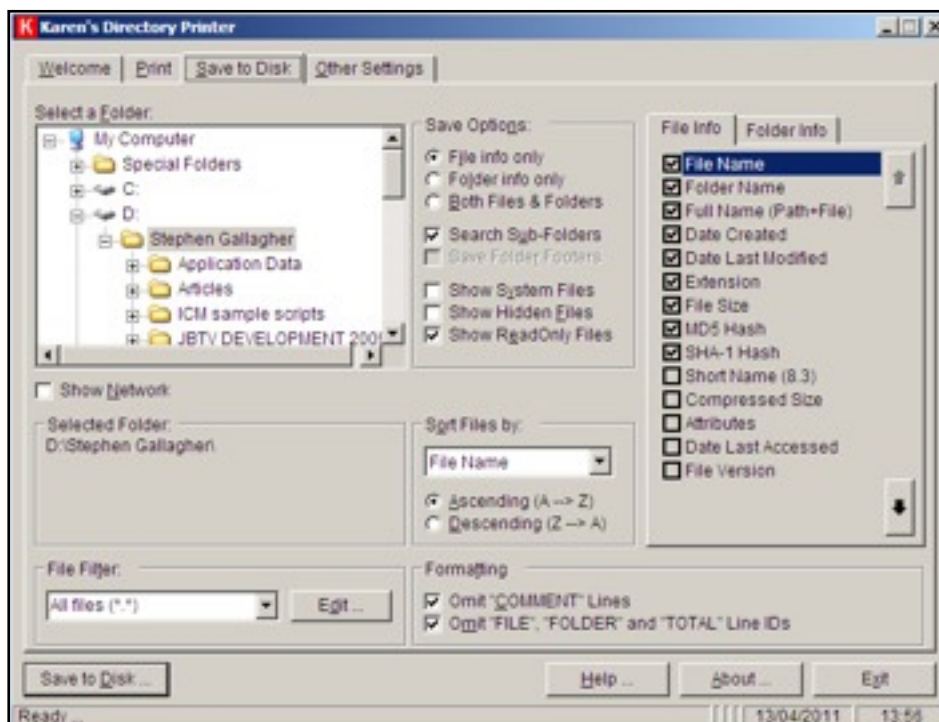 Karen's Directory Printer
Welcome
Print
Save to Disk
Other Settings
Select a Folder:
My Computer
Special Folders
C:
D:
Stephen Gallagher
Application Data
Articles
ICM sample scripts
JBTV DEVELOPMENT 2005
Show Network
Selected Folder:
D:\Stephen Gallagher\
File Filter:
All files (*.*)
Edit ...
Save Options:
File info only
Folder info only
Both Files & Folders
Search Sub-Folders
Save Folder Footers
Show System Files
Show Hidden Files
Show ReadOnly Files
Sort Files by:
File Name
Ascending (A --> Z)
Descending (Z --> A)
File Info
Folder Info
File Name
Folder Name
Full Name (Path+File)
Date Created
Date Last Modified
Extension
File Size
MD5 Hash
SHA-1 Hash
Short Name (8.3)
Compressed Size
Attributes
Date Last Accessed
File Version
Formatting
Omit "COMMENT" Lines
Omit "FILE", "FOLDER" and "TOTAL" Line IDs
Save to Disk ...
Help ...
About ...
Exit
Ready ...
13/04/2011
13:56